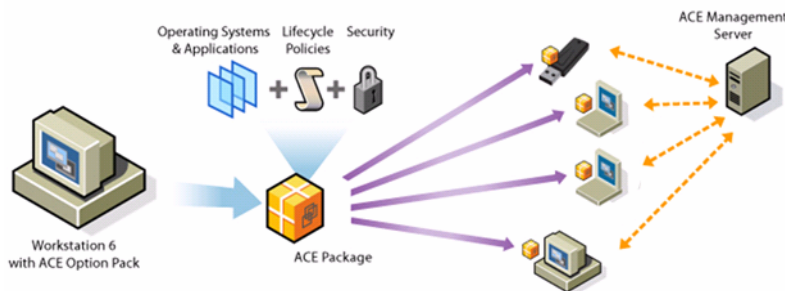 Operating Systems
& Applications
Lifecycle
Policies
Security
ACE Management
Server
Workstation 6
with ACE Option Pack
ACE Package